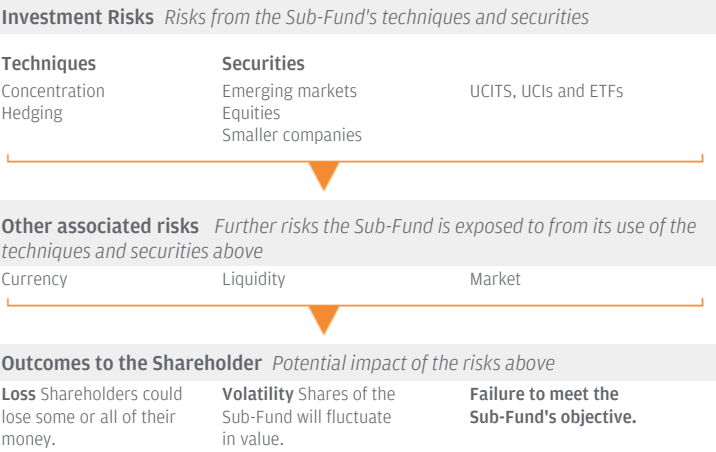 Investment Risks Risks from the Sub-Fund's techniques and securities
Techniques
Concentration
Hedging
Securities
Emerging markets
Equities
Smaller companies
UCITS, UCIs and ETFs
Other associated risks Further risks the Sub-Fund is exposed to from its use of the
techniques and securities above
Currency
Liquidity
Market
Outcomes to the Shareholder Potential impact of the risks above
Loss Shareholders could
lose some or all of their
money.
Volatility Shares of the
Sub-Fund will fluctuate
in value.
Failure to meet the
Sub-Fund's objective.